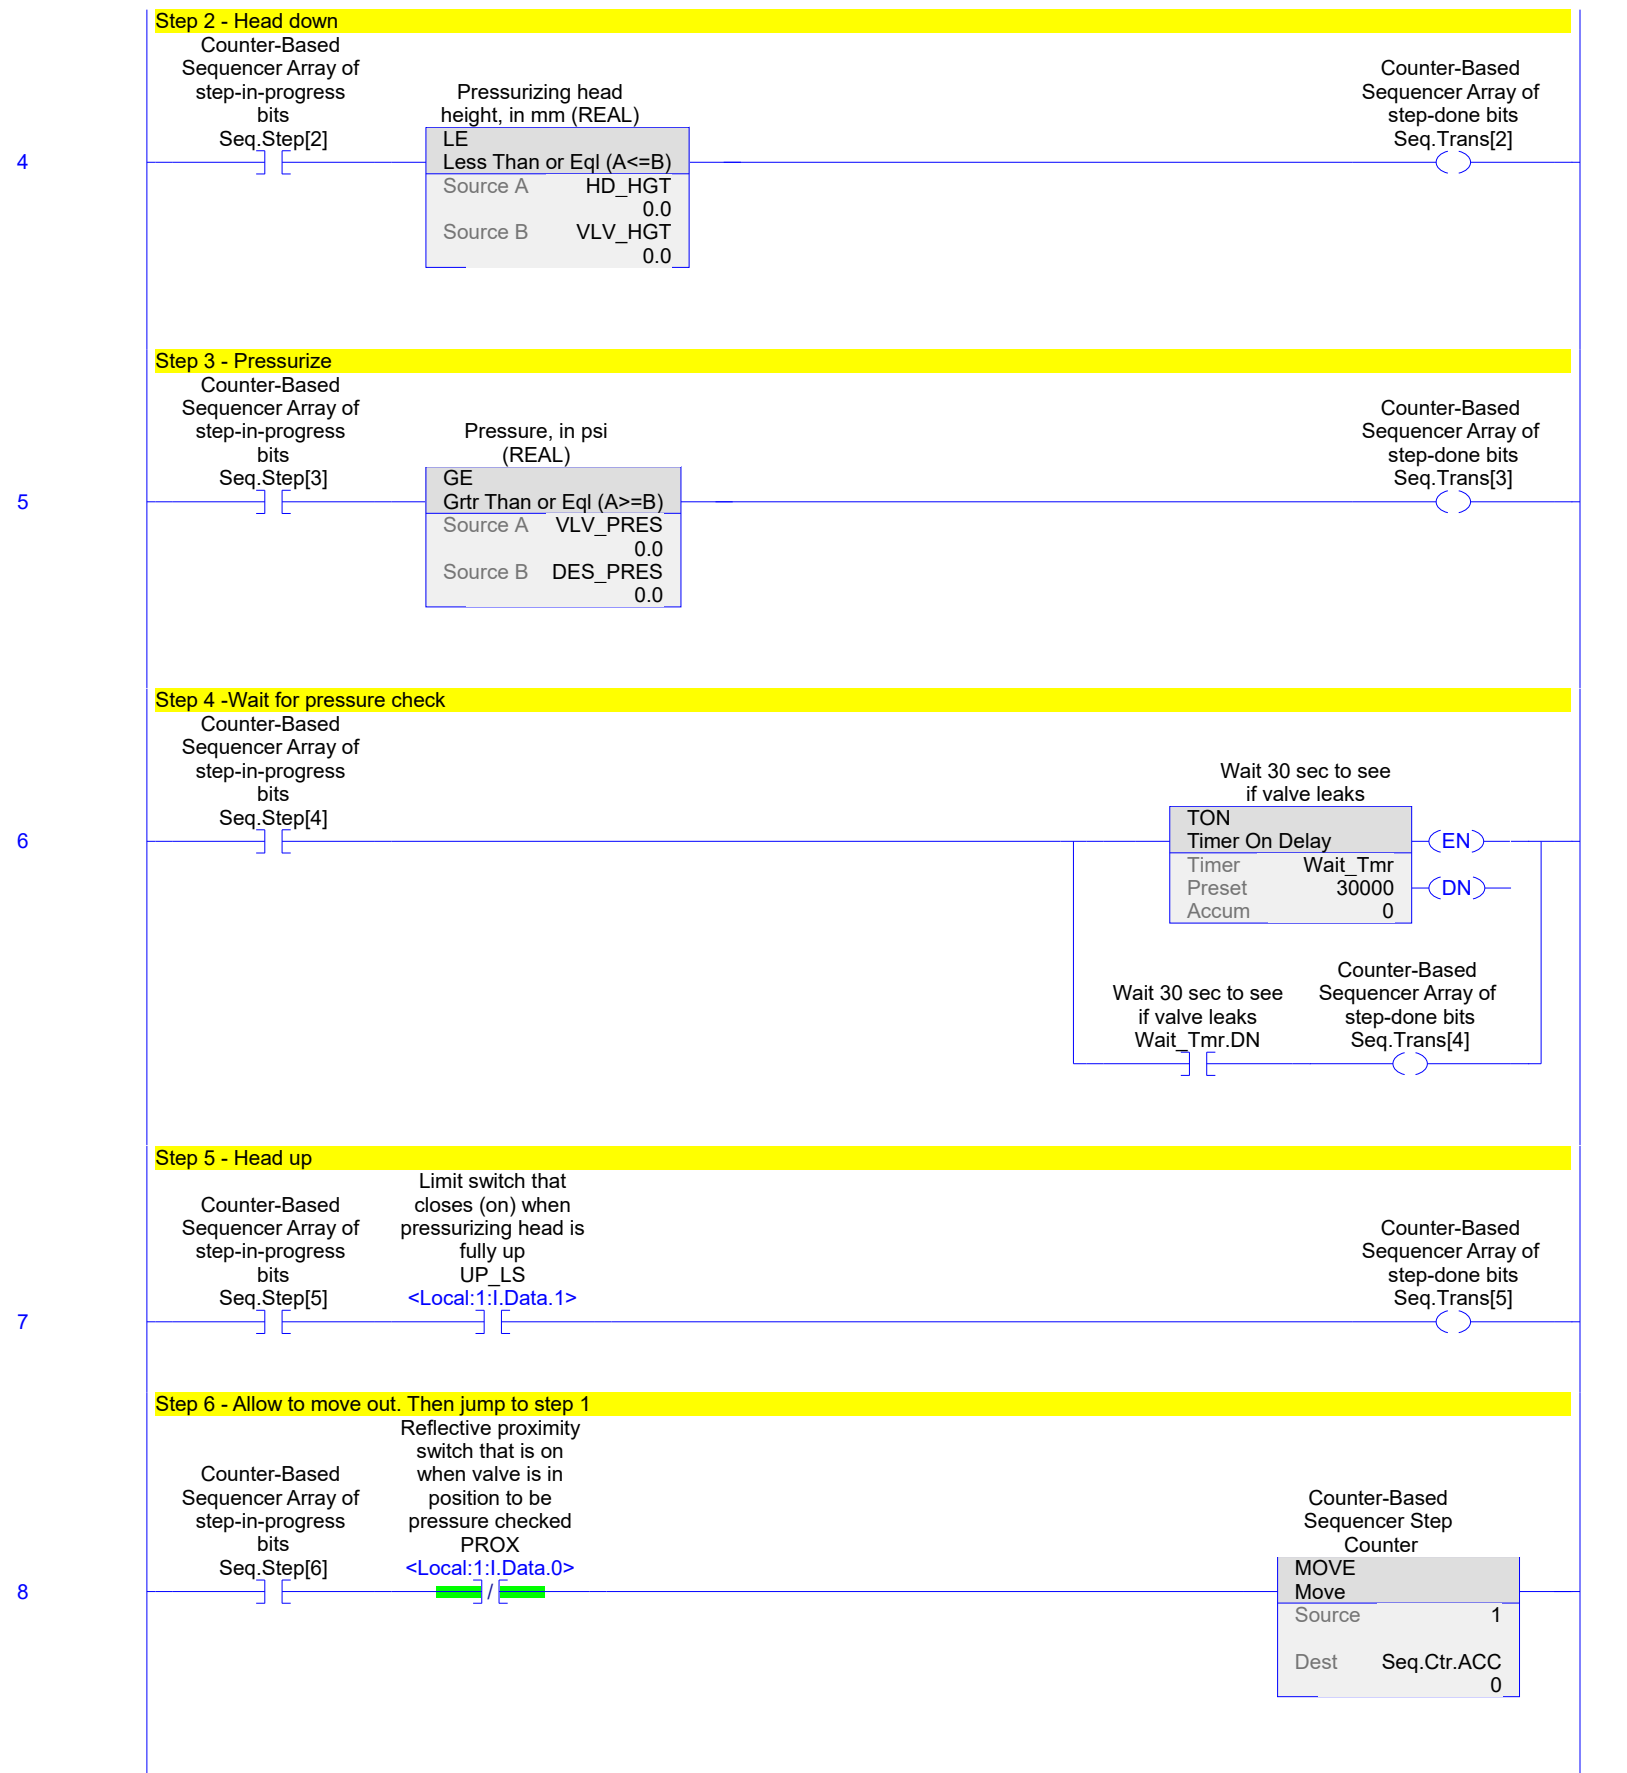 Step 2 - Head down
Counter-Based
Sequencer Array of
step-in-progress
bits
Seq.Step[2]
Pressurizing head
height, in mm (REAL)
LE
Less Than or Eql (A<=B)
Source A HD_HGT
0.0
Source B VLV_HGT
0.0
Counter-Based
Sequencer Array of
step-done bits
Seq.Trans[2]
4
Step 3 - Pressurize
Counter-Based
Sequencer Array of
step-in-progress
bits
Seq.Step[3]
Pressure, in psi
(REAL)
GE
Grtr Than or Eql (A>=B)
Source A VLV_PRES
0.0
Source B DES_PRES
0.0
Counter-Based
Sequencer Array of
step-done bits
Seq.Trans[3]
5
Step 4 -Wait for pressure check
Counter-Based
Sequencer Array of
step-in-progress
bits
Seq.Step[4]
Wait 30 sec to see
if valve leaks
TON
Timer On Delay
Timer Wait_Tmr
Preset 30000
Accum 0
EN
DN
6
Wait 30 sec to see
if valve leaks
Wait_Tmr.DN
Counter-Based
Sequencer Array of
step-done bits
Seq.Trans[4]
Step 5 - Head up
Counter-Based
Sequencer Array of
step-in-progress
bits
Seq.Step[5]
Limit switch that
closes (on) when
pressurizing head is
fully up
UP_LS
<Local:1:I.Data.1>
Counter-Based
Sequencer Array of
step-done bits
Seq.Trans[5]
7
Step 6 - Allow to move out. Then jump to step 1
Counter-Based
Sequencer Array of
step-in-progress
bits
Seq.Step[6]
Reflective proximity
switch that is on
when valve is in
position to be
pressure checked
PROX
<Local:1:I.Data.0>
/
Counter-Based
Sequencer Step
Counter
MOVE
Move
Source 1
Dest Seq.Ctr.ACC
0
8